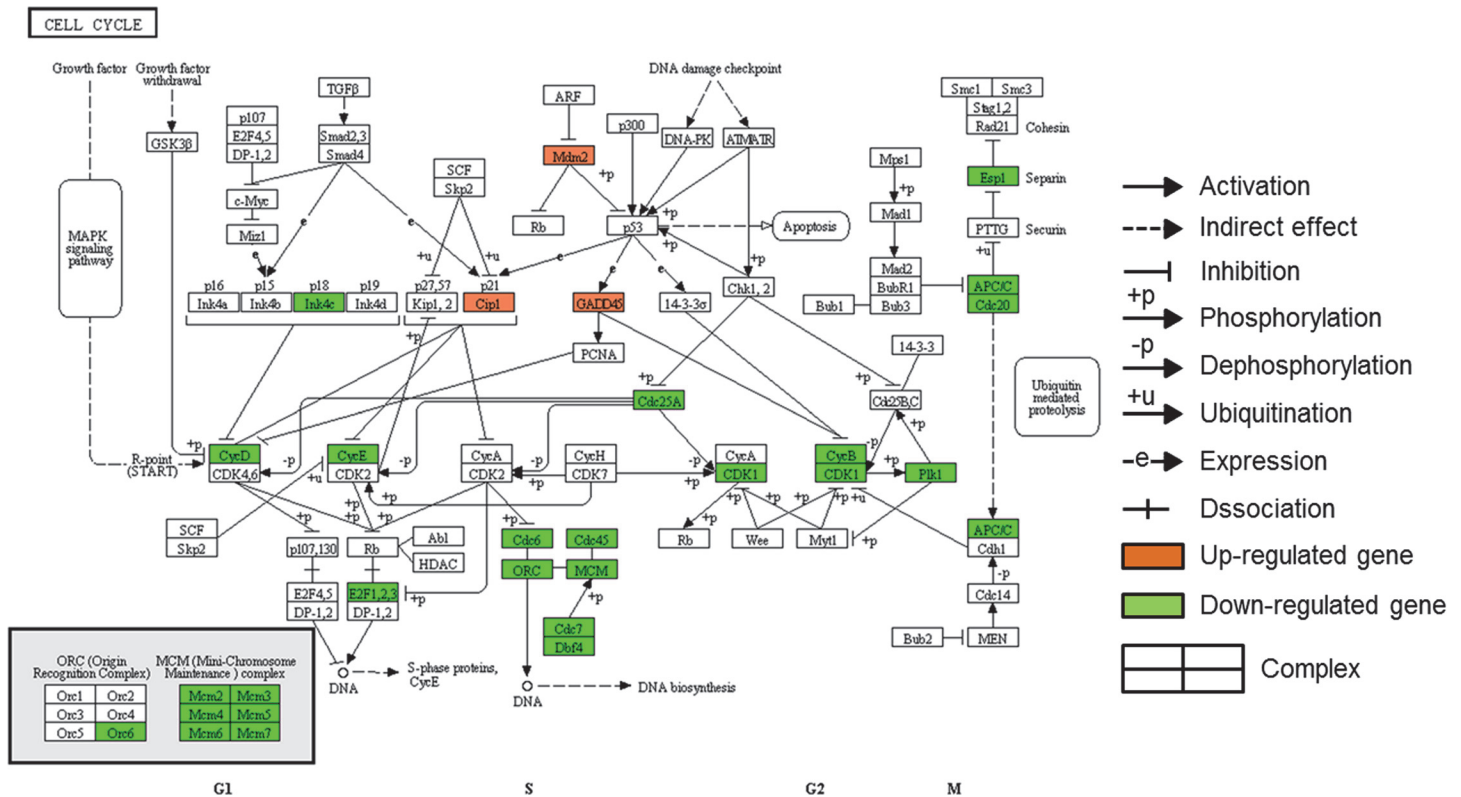 CELL CYCLE
Growth factor
Growth factor
withdrawal
GSK3β
MAPK
signaling
pathway
R-point
(START)
p107
E2F4,5
DP-1,2
c-Myc
Miz1
TGFβ
Smad2,3
Smad4
SCF
Skp2
ARF
Mdm2
Rb
p300
p53
DNA damage checkpoint
DNA-PK
ATM/ATR
Apoptosis
Chk1, 2
Mps1
Mad1
Mad2
BubR1
Bub3
Bub1
Smc1
Smc3
Stag1,2
Rad21
Cohesin
Esp1
Separin
PTTG
Securin
APC/C
Cdc20
e
e
e
e
e
e
+u
+u
+p
+p
+p
+p
+p
+p
+u
p16
Ink4a
p15
Ink4b
p18
Ink4c
p19
Ink4d
p27,57
Kip1, 2
p21
Cip1
GADD45
14-3-3σ
PCNA
14-3-3
Cdc25A
Cdc25B,C
Ubiquitin
mediated
proteolysis
+p
+p
+p
+p
CycD
CDK4,6
CycE
CDK2
CycA
CDK2
CycH
CDK7
CycA
CDK1
CycB
CDK1
Plk1
+p
-p
-p
-p
+p
-p
+p
-p
+p
+p
+u
+p
+p
+p
+p
+p
+p
+p
+p
+p
+u
+p
SCF
Skp2
p107,130
Rb
Abl
HDAC
E2F4,5
DP-1,2
E2F1,2,3
DP-1,2
+p
Cdc6
Cdc45
ORC
MCM
+p
Cdc7
Dbf4
Rb
Wee
Myt1
+p
APC/C
Cdh1
-p
Cdc14
Bub2
MEN
DNA
S-phase proteins,
CycE
DNA
DNA biosynthesis
ORC (Origin
Recognition Complex)
Orc1
Orc2
Orc3
Orc4
Orc5
Orc6
MCM (Mini-Chromosome
Maintenance ) complex
Mcm2
Mcm3
Mcm4
Mcm5
Mcm6
Mcm7
G1
S
G2
M
Activation
Indirect effect
Inhibition
+p
Phosphorylation
-p
Dephosphorylation
+u
Ubiquitination
-e
Expression
Dssociation
Up-regulated gene
Down-regulated gene
Complex